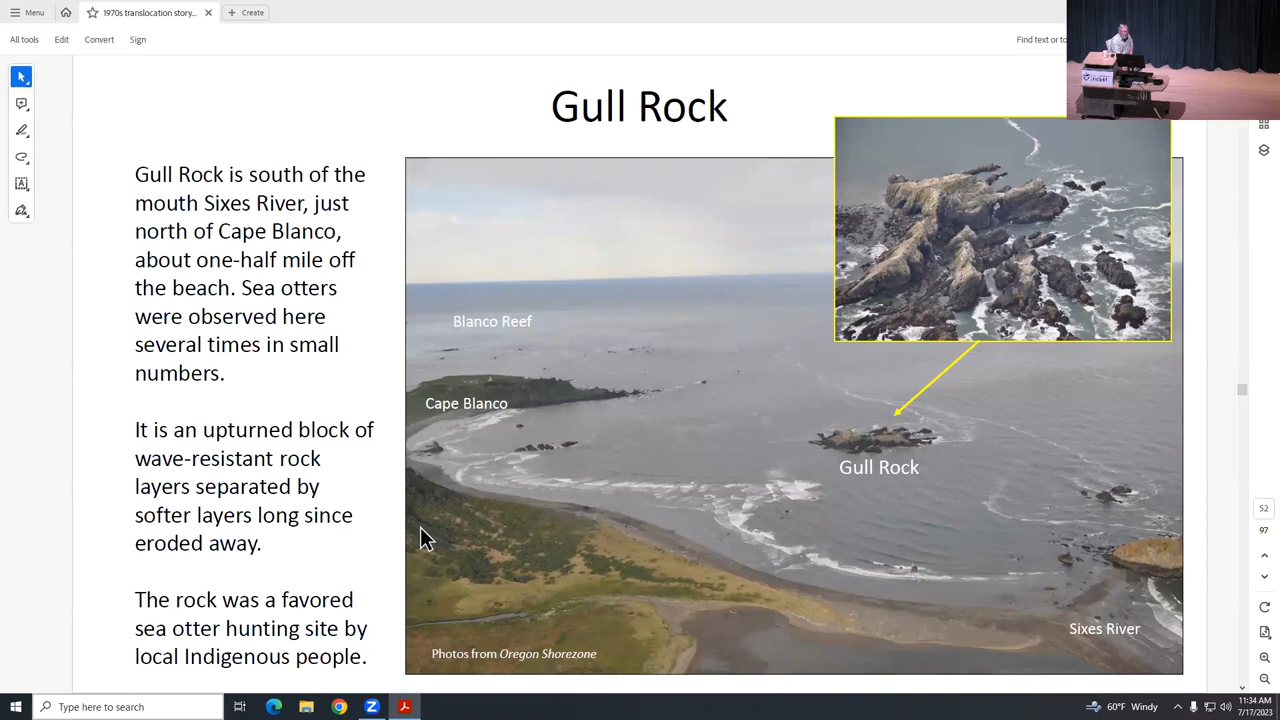 Menu
1970s translocation story...
Create
All tools
Edit
Convert
Sign
Find text or to
Gull Rock
Gull Rock is south of the
mouth Sixes River, just
north of Cape Blanco,
about one-half mile off
the beach. Sea otters
were observed here
several times in small
numbers.
It is an upturned block of
wave-resistant rock
layers separated by
softer layers long since
eroded away.
The rock was a favored
sea otter hunting site by
local Indigenous people.
Blanco Reef
Cape Blanco
Gull Rock
Sixes River
Photos from Oregon Shorezone
52
97
Type here to search
60°F Windy
11:34 AM
7/17/2023